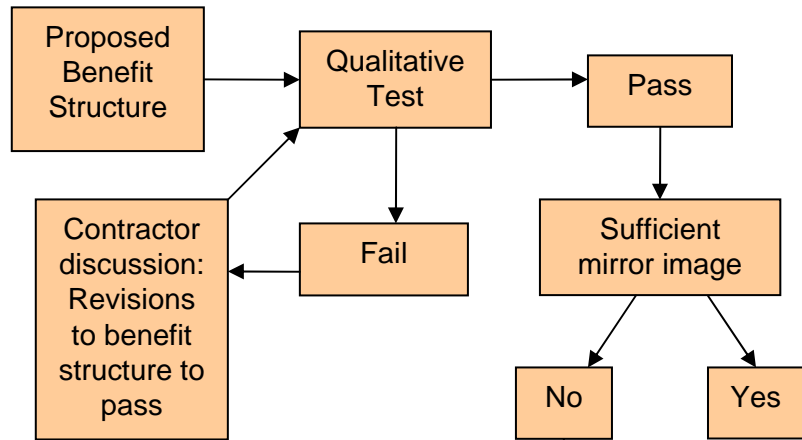 Proposed
Benefit
Structure
Qualitative
Test
Pass
Contractor
discussion:
Revisions
to benefit
structure to
pass
Fail
Sufficient
mirror image
No
Yes